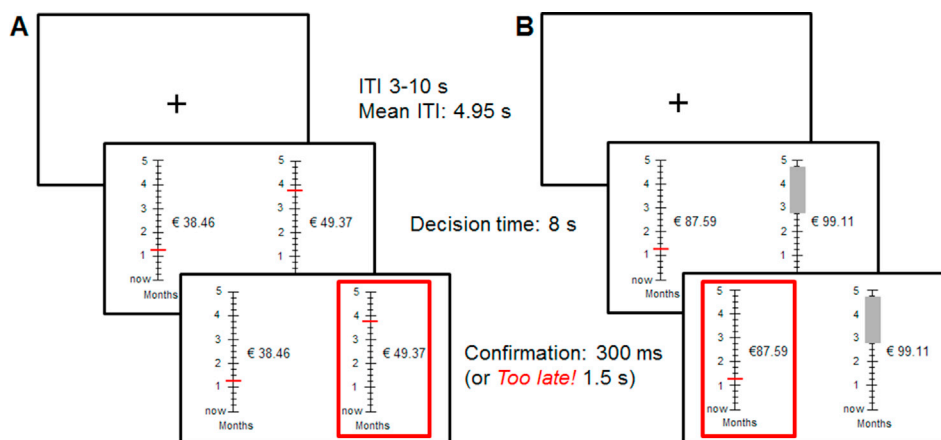 A
B
ITI 3-10 s
Mean ITI: 4.95 s
5
4
3
2
1
now
Months
€ 38.46
5
4
3
2
1
€ 49.37
Decision time: 8 s
5
4
3
2
1
now
Months
€ 87.59
5
4
3
2
1
€ 99.11
5
4
3
2
1
now
Months
€ 38.46
5
4
3
2
1
now
Months
€ 49.37
Confirmation: 300 ms
(or Too late! 1.5 s)
5
4
3
2
1
now
Months
€87.59
5
4
3
2
1
now
Months
€ 99.11